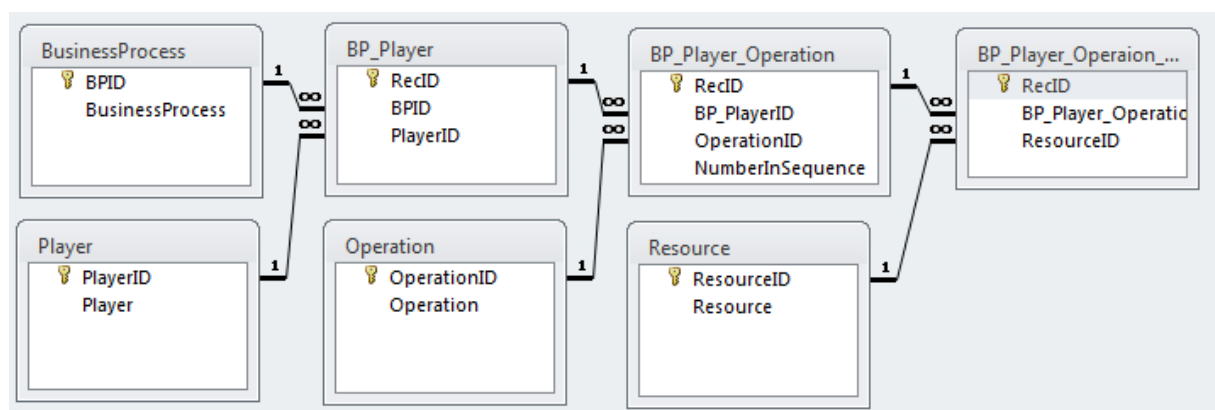 BusinessProcess
BPID
BusinessProcess
BP_Player
RecID
BPID
PlayerID
BP_Player_Operation
RecID
BP_PlayerID
OperationID
NumberInSequence
BP_Player_Operaion_...
RecID
BP_Player_Operatic
ResourceID
1
∞
∞
1
∞
∞
1
∞
∞
Player
PlayerID
Player
1
Operation
OperationID
Operation
1
Resource
ResourceID
Resource
1